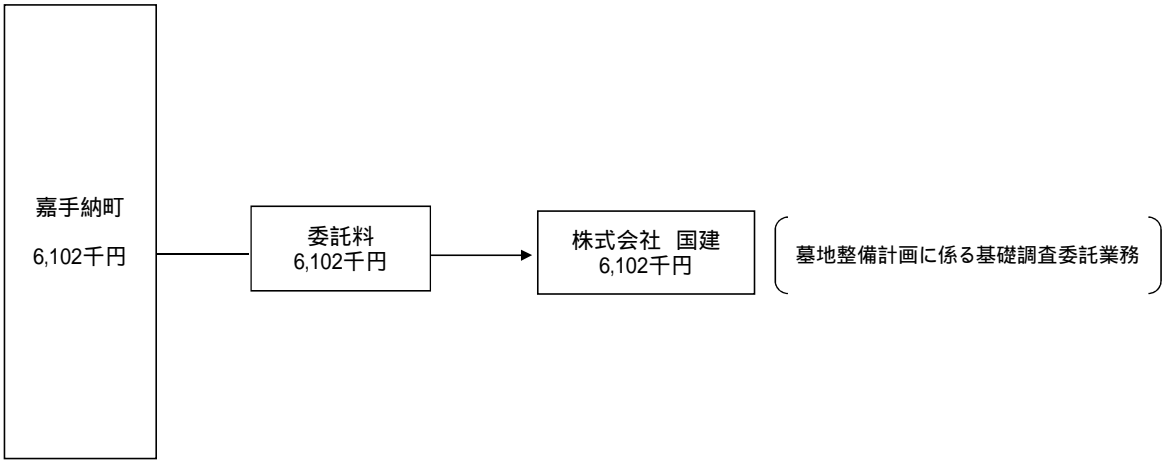 嘉手納町
6,102千円
委託料
6,102千円
株式会社　国建
6,102千円
墓地整備計画に係る基礎調査委託業務